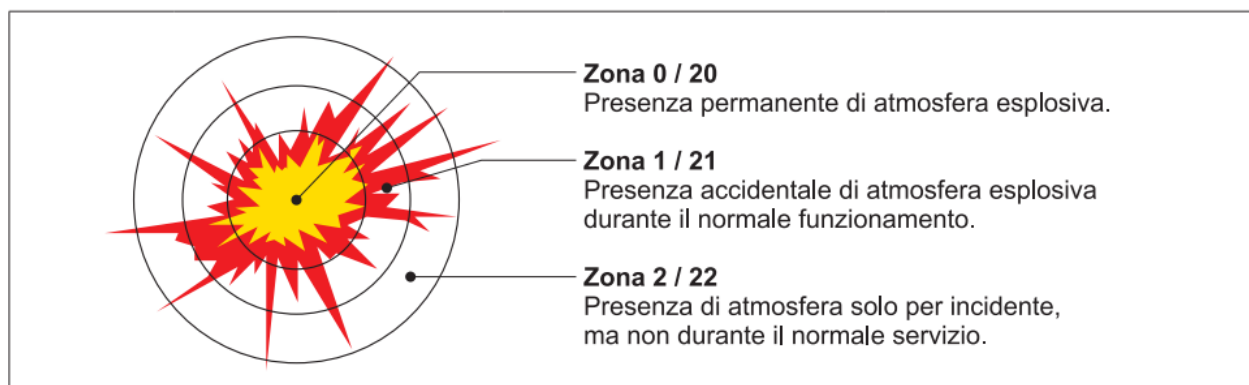 Zona 0 / 20
Presenza permanente di atmosfera esplosiva.
Zona 1 / 21
Presenza accidentale di atmosfera esplosiva
durante il normale funzionamento.
Zona 2 / 22
Presenza di atmosfera solo per incidente,
ma non durante il normale servizio.